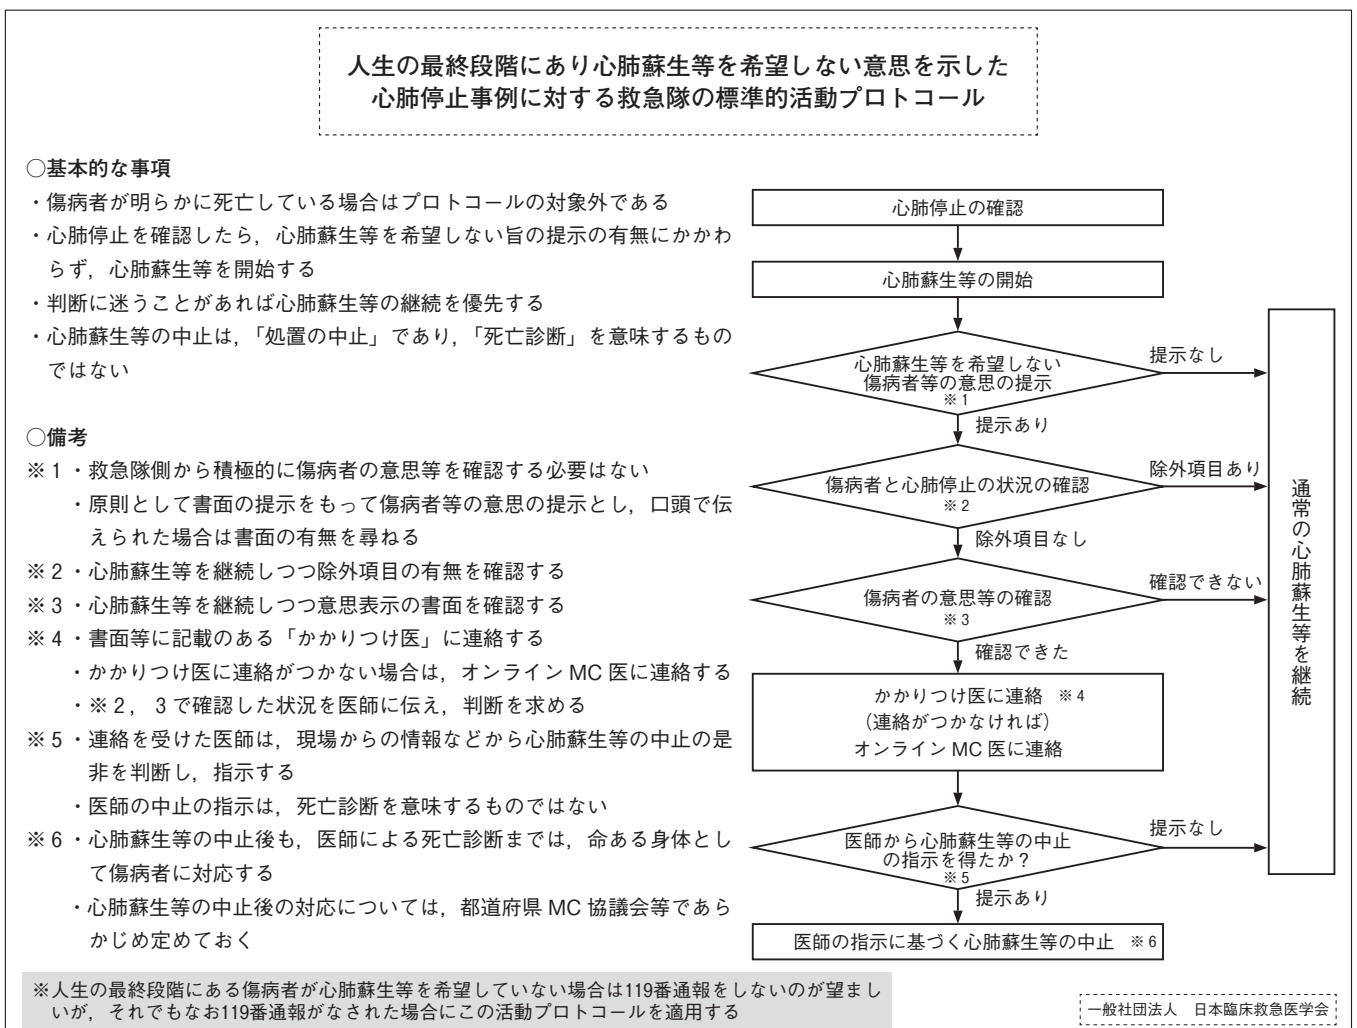 人生の最終段階にあり心肺蘇生等を希望しない意思を示した
心肺停止事例に対する救急隊の標準的活動プロトコール
○基本的な事項
・傷病者が明らかに死亡している場合はプロトコールの対象外である
・心肺停止を確認したら，心肺蘇生等を希望しない旨の提示の有無にかかわ
らず，心肺蘇生等を開始する
・判断に迷うことがあれば心肺蘇生等の継続を優先する
・心肺蘇生等の中止は，「処置の中止」であり，「死亡診断」を意味するもの
ではない
○備考
※1・救急隊側から積極的に傷病者の意思等を確認する必要はない
・原則として書面の提示をもって傷病者等の意思の提示とし，口頭で伝
えられた場合は書面の有無を尋ねる
※2・心肺蘇生等を継続しつつ除外項目の有無を確認する
※3・心肺蘇生等を継続しつつ意思表示の書面を確認する
※4・書面等に記載のある「かかりつけ医」に連絡する
・かかりつけ医に連絡がつかない場合は，オンライン MC 医に連絡する
・※2，3で確認した状況を医師に伝え，判断を求める
※5・連絡を受けた医師は，現場からの情報などから心肺蘇生等の中止の是
非を判断し，指示する
・医師の中止の指示は，死亡診断を意味するものではない
※6・心肺蘇生等の中止後も，医師による死亡診断までは，命ある身体とし
て傷病者に対応する
・心肺蘇生等の中止後の対応については，都道府県 MC 協議会等であら
かじめ定めておく
心肺停止の確認
心肺蘇生等の開始
心肺蘇生等を希望しない
傷病者等の意思の提示
※1
提示なし
提示あり
傷病者と心肺停止の状況の確認
※2
除外項目あり
除外項目なし
傷病者の意思等の確認
※3
確認できない
確認できた
かかりつけ医に連絡 ※4
（連絡がつかなければ）
オンライン MC 医に連絡
医師から心肺蘇生等の中止
の指示を得たか？
※5
提示なし
提示あり
医師の指示に基づく心肺蘇生等の中止 ※6
通常の心肺蘇生等を継続
※人生の最終段階にある傷病者が心肺蘇生等を希望していない場合は119番通報をしないのが望まし
いが，それでもなお119番通報がなされた場合にこの活動プロトコールを適用する
一般社団法人　日本臨床救急医学会